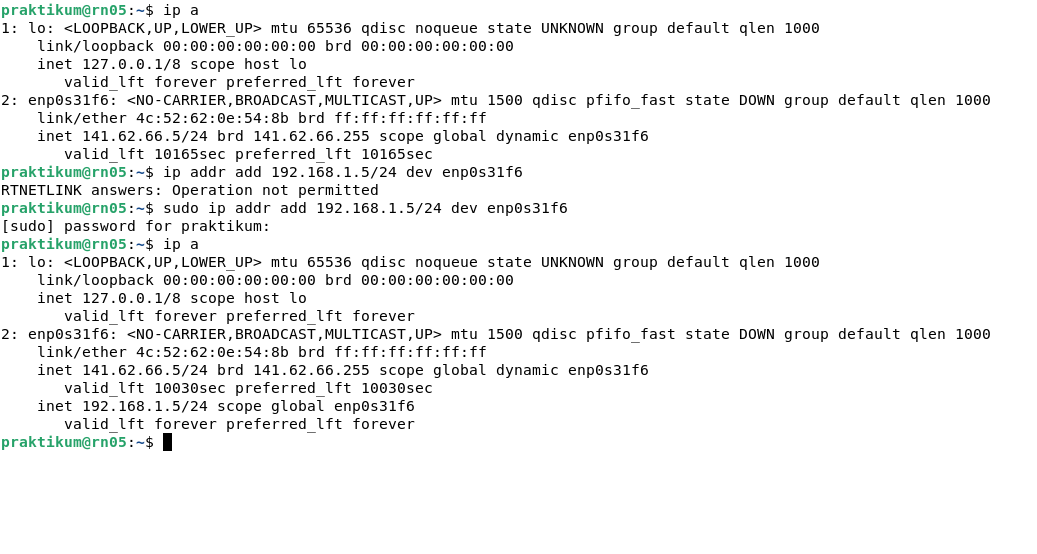 praktikum@rn05:~$ ip a
1: lo: <LOOPBACK,UP,LOWER_UP> mtu 65536 qdisc noqueue state UNKNOWN group default qlen 1000
    link/loopback 00:00:00:00:00:00 brd 00:00:00:00:00:00
    inet 127.0.0.1/8 scope host lo
       valid_lft forever preferred_lft forever
2: enp0s31f6: <NO-CARRIER,BROADCAST,MULTICAST,UP> mtu 1500 qdisc pfifo_fast state DOWN group default qlen 1000
    link/ether 4c:52:62:0e:54:8b brd ff:ff:ff:ff:ff:ff
    inet 141.62.66.5/24 brd 141.62.66.255 scope global dynamic enp0s31f6
       valid_lft 10165sec preferred_lft 10165sec
praktikum@rn05:~$ ip addr add 192.168.1.5/24 dev enp0s31f6
RTNETLINK answers: Operation not permitted
praktikum@rn05:~$ sudo ip addr add 192.168.1.5/24 dev enp0s31f6
[sudo] password for praktikum:
praktikum@rn05:~$ ip a
1: lo: <LOOPBACK,UP,LOWER_UP> mtu 65536 qdisc noqueue state UNKNOWN group default qlen 1000
    link/loopback 00:00:00:00:00:00 brd 00:00:00:00:00:00
    inet 127.0.0.1/8 scope host lo
       valid_lft forever preferred_lft forever
2: enp0s31f6: <NO-CARRIER,BROADCAST,MULTICAST,UP> mtu 1500 qdisc pfifo_fast state DOWN group default qlen 1000
    link/ether 4c:52:62:0e:54:8b brd ff:ff:ff:ff:ff:ff
    inet 141.62.66.5/24 brd 141.62.66.255 scope global dynamic enp0s31f6
       valid_lft 10030sec preferred_lft 10030sec
    inet 192.168.1.5/24 scope global enp0s31f6
       valid_lft forever preferred_lft forever
praktikum@rn05:~$